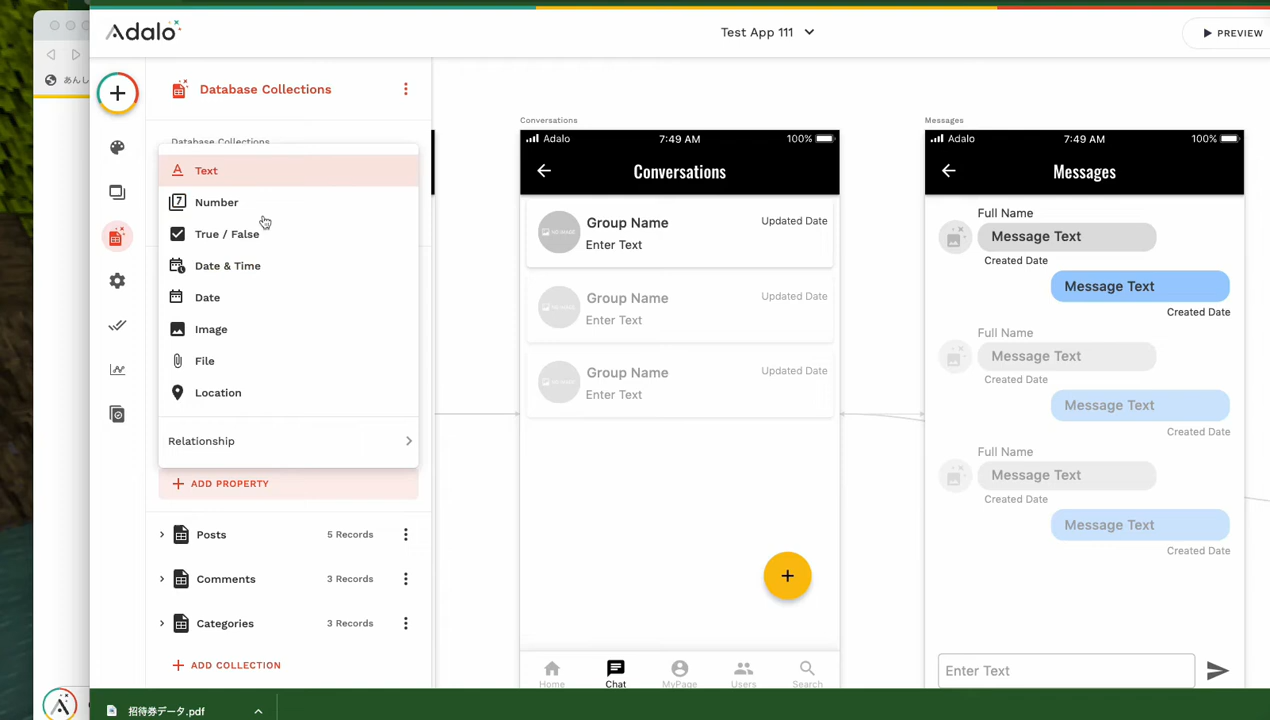 あんし
Adalo
Test App 111
PREVIEW
Database Collections
Database Collections
Text
Number
True / False
Date & Time
Date
Image
File
Location
Relationship
ADD PROPERTY
Posts
5 Records
Comments
3 Records
Categories
3 Records
ADD COLLECTION
Conversations
Adalo
7:49 AM
100%
Conversations
Group Name
Updated Date
Enter Text
Group Name
Updated Date
Enter Text
Group Name
Updated Date
Enter Text
Home
Chat
MyPage
Users
Search
Messages
Adalo
7:49 AM
100%
Messages
Full Name
Message Text
Created Date
Message Text
Created Date
Full Name
Message Text
Created Date
Message Text
Created Date
Full Name
Message Text
Created Date
Message Text
Created Date
Enter Text
招待券データ.pdf